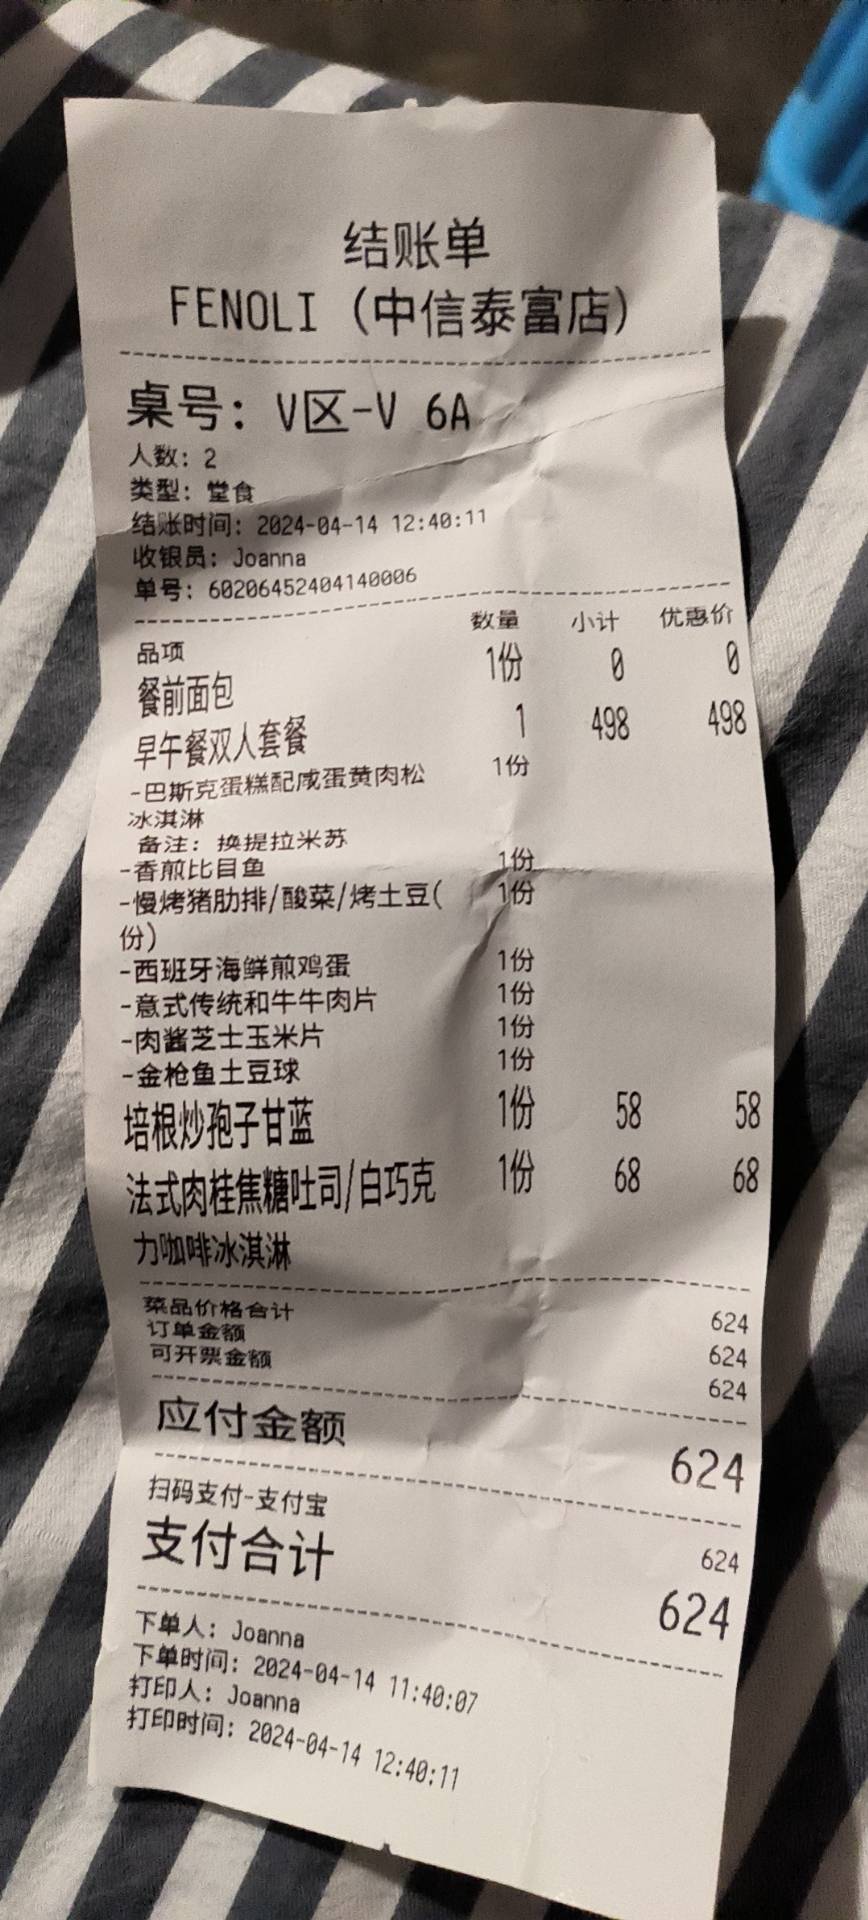 结账单
FENOLI（中信泰富店）
桌号：V区-V 6A
人数：2
类型：堂食
结账时间：2024-04-14 12:40:11
收银员：Joanna
单号：602064524041400​06
品项 数量 小计 优惠价
餐前面包 1份 0 0
早午餐双人套餐 1 498 498
-巴斯克蛋糕配咸蛋黄肉松 1份
冰淇淋
备注：换提拉米苏
-香煎比目鱼 1份
-慢烤猪肋排/酸菜/烤土豆( 1份
份)
-西班牙海鲜煎鸡蛋 1份
-意式传统和牛牛肉片 1份
-肉酱芝士玉米片 1份
-金枪鱼土豆球 1份
培根炒孢子甘蓝 1份 58 58
法式肉桂焦糖吐司/白巧克 1份 68 68
力咖啡冰淇淋
菜品价格合计 624
订单金额 624
可开票金额 624
应付金额 624
扫码支付-支付宝 624
支付合计 624
下单人：Joanna
下单时间：2024-04-14 11:40:07
打印人：Joanna
打印时间：2024-04-14 12:40:11